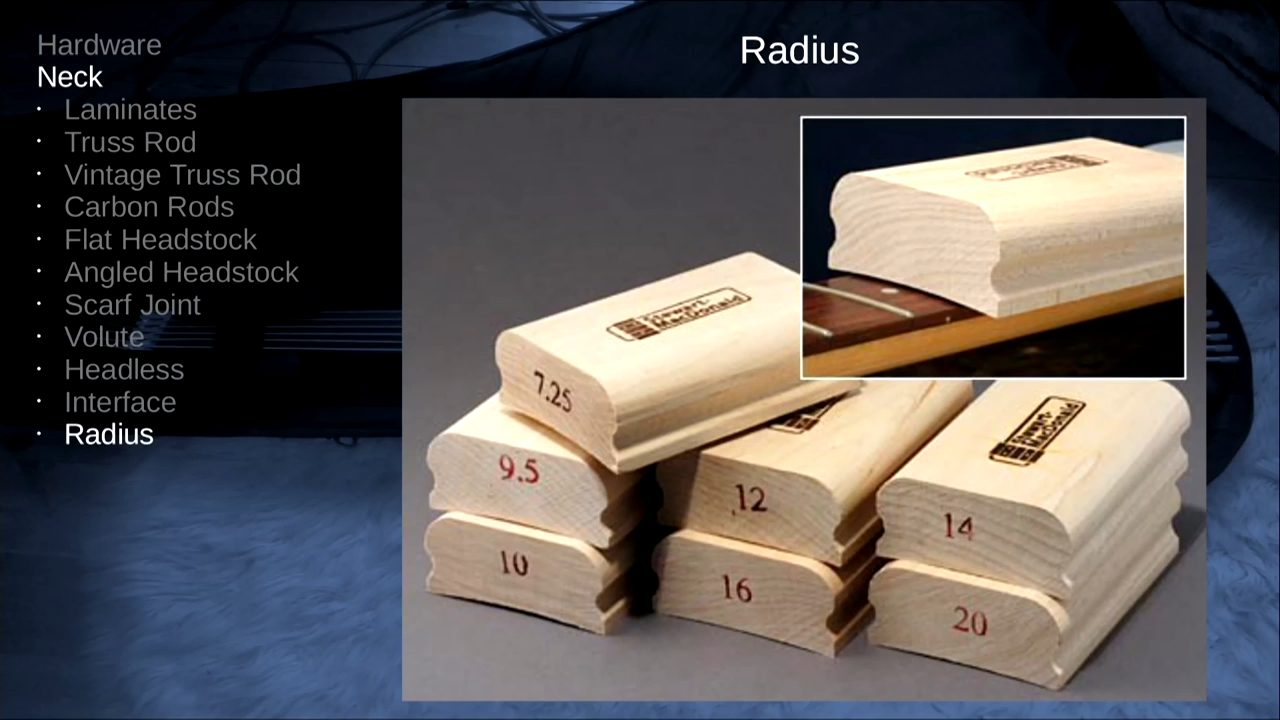 Hardware
Neck
• Laminates
• Truss Rod
• Vintage Truss Rod
• Carbon Rods
• Flat Headstock
• Angled Headstock
• Scarf Joint
• Volute
• Headless
• Interface
• Radius
Radius
Stewart-
MacDonald
7.25
9.5
10
12
16
Stewart-
MacDonald
14
20